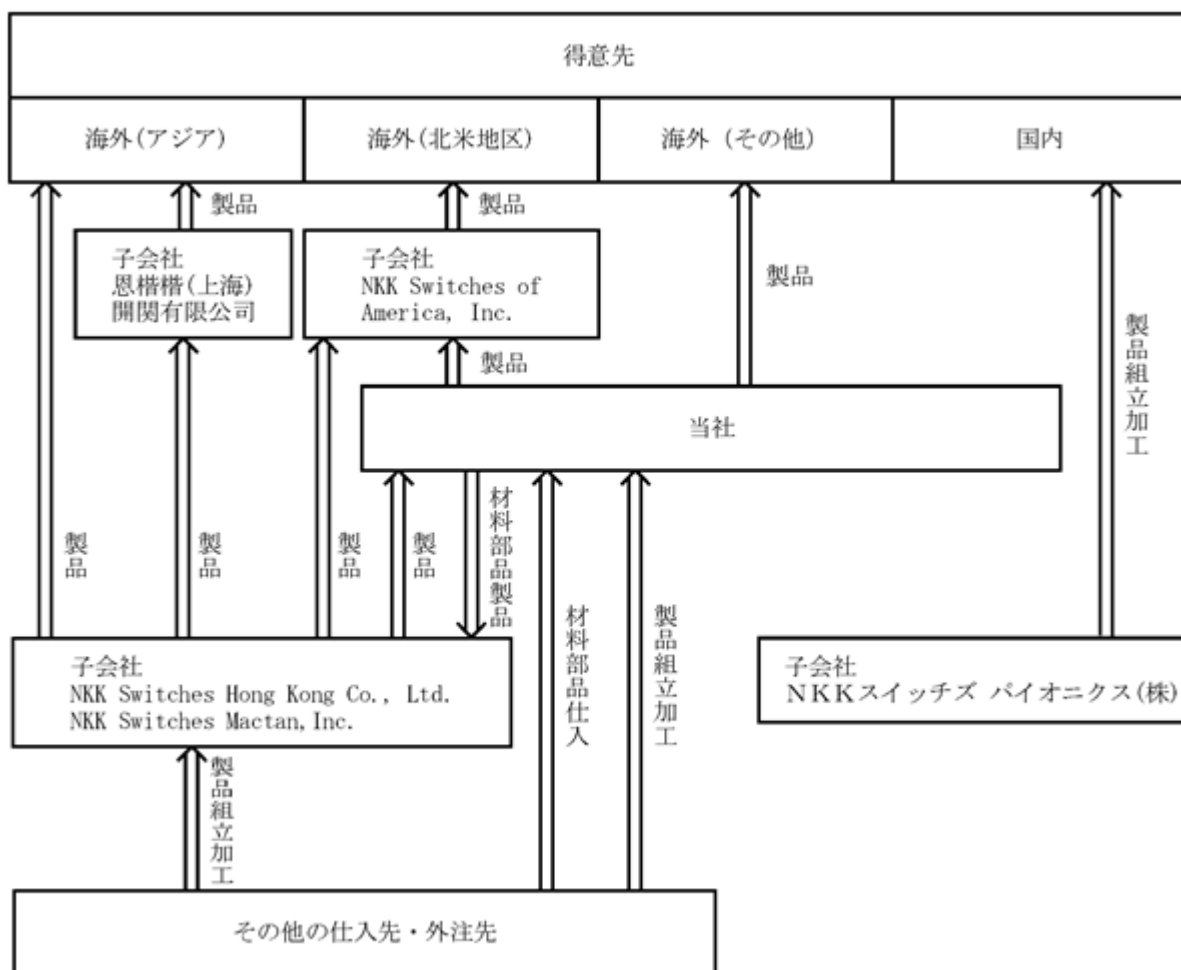 得意先
海外(アジア)
海外(北米地区)
海外 (その他)
国内
製品
製品
子会社
恩楷楷(上海)
開関有限公司
子会社
NKK Switches of
America, Inc.
製品
製品
製品組立加工
当社
製品
製品
製品
製品
材料部品製品
材料部品仕入
製品組立加工
子会社
NKK Switches Hong Kong Co., Ltd.
NKK Switches Mactan,Inc.
子会社
NKKスイッチズ パイオニクス(株)
製品組立加工
その他の仕入先・外注先